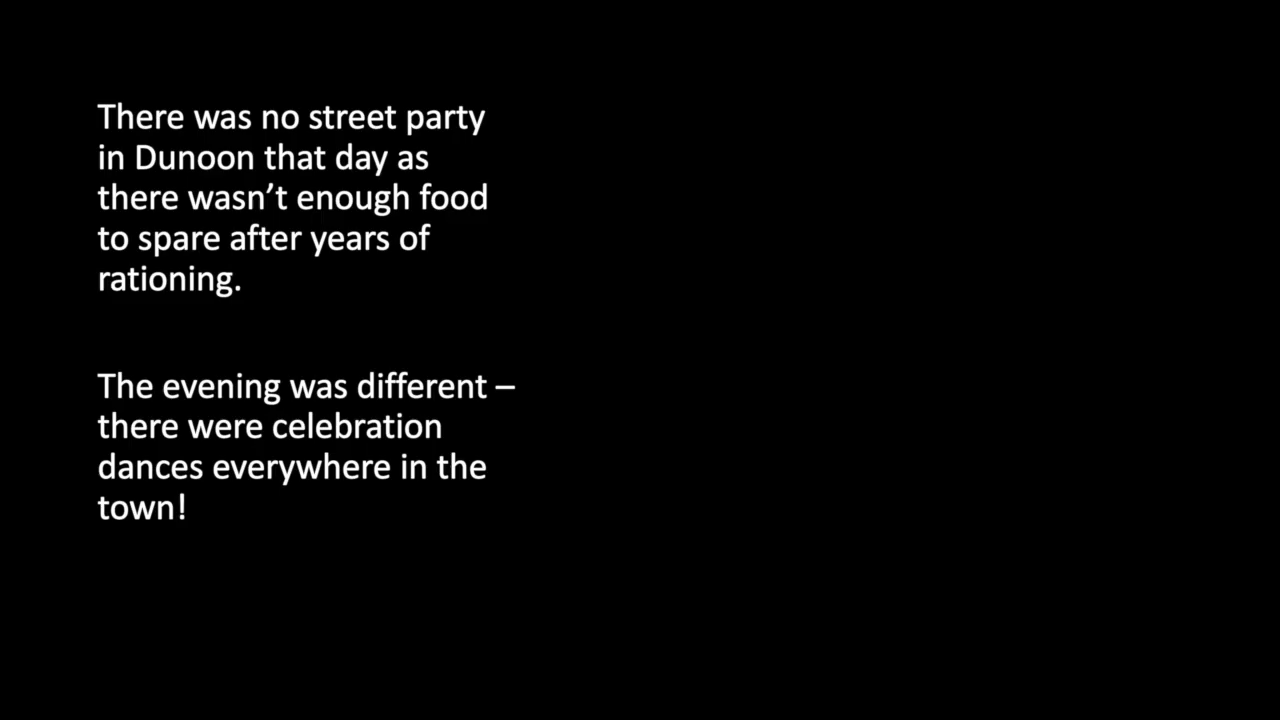 There was no street party
in Dunoon that day as
there wasn’t enough food
to spare after years of
rationing.
The evening was different –
there were celebration
dances everywhere in the
town!